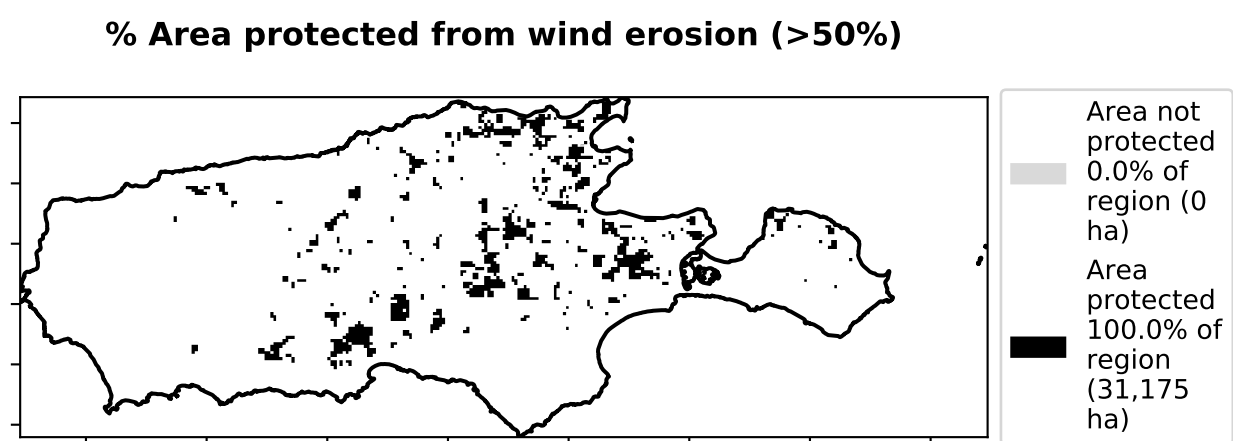 % Area protected from wind erosion (>50%)
Area not
protected
0.0% of
region (0
ha)
Area
protected
100.0% of
region
(31,175
ha)